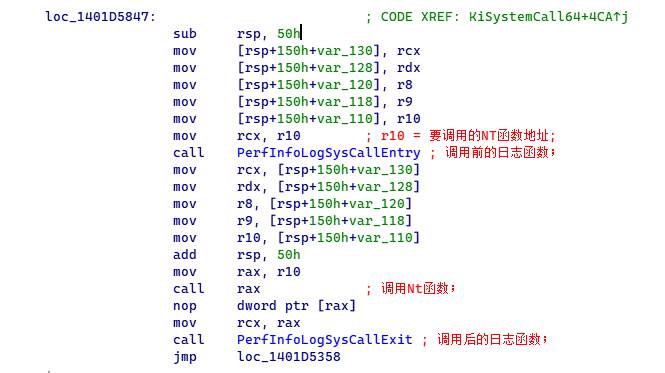 loc_1401D5847: ; CODE XREF: KiSystemCall64+4CA↑j
sub rsp, 50h
mov [rsp+150h+var_130], rcx
mov [rsp+150h+var_128], rdx
mov [rsp+150h+var_120], r8
mov [rsp+150h+var_118], r9
mov [rsp+150h+var_110], r10
mov rcx, r10 ; r10 = 要调用的NT函数地址;
call PerfInfoLogSysCallEntry ; 调用前的日志函数;
mov rcx, [rsp+150h+var_130]
mov rdx, [rsp+150h+var_128]
mov r8, [rsp+150h+var_120]
mov r9, [rsp+150h+var_118]
mov r10, [rsp+150h+var_110]
add rsp, 50h
mov rax, r10
call rax ; 调用Nt函数;
nop dword ptr [rax]
mov rcx, rax
call PerfInfoLogSysCallExit ; 调用后的日志函数;
jmp loc_1401D5358